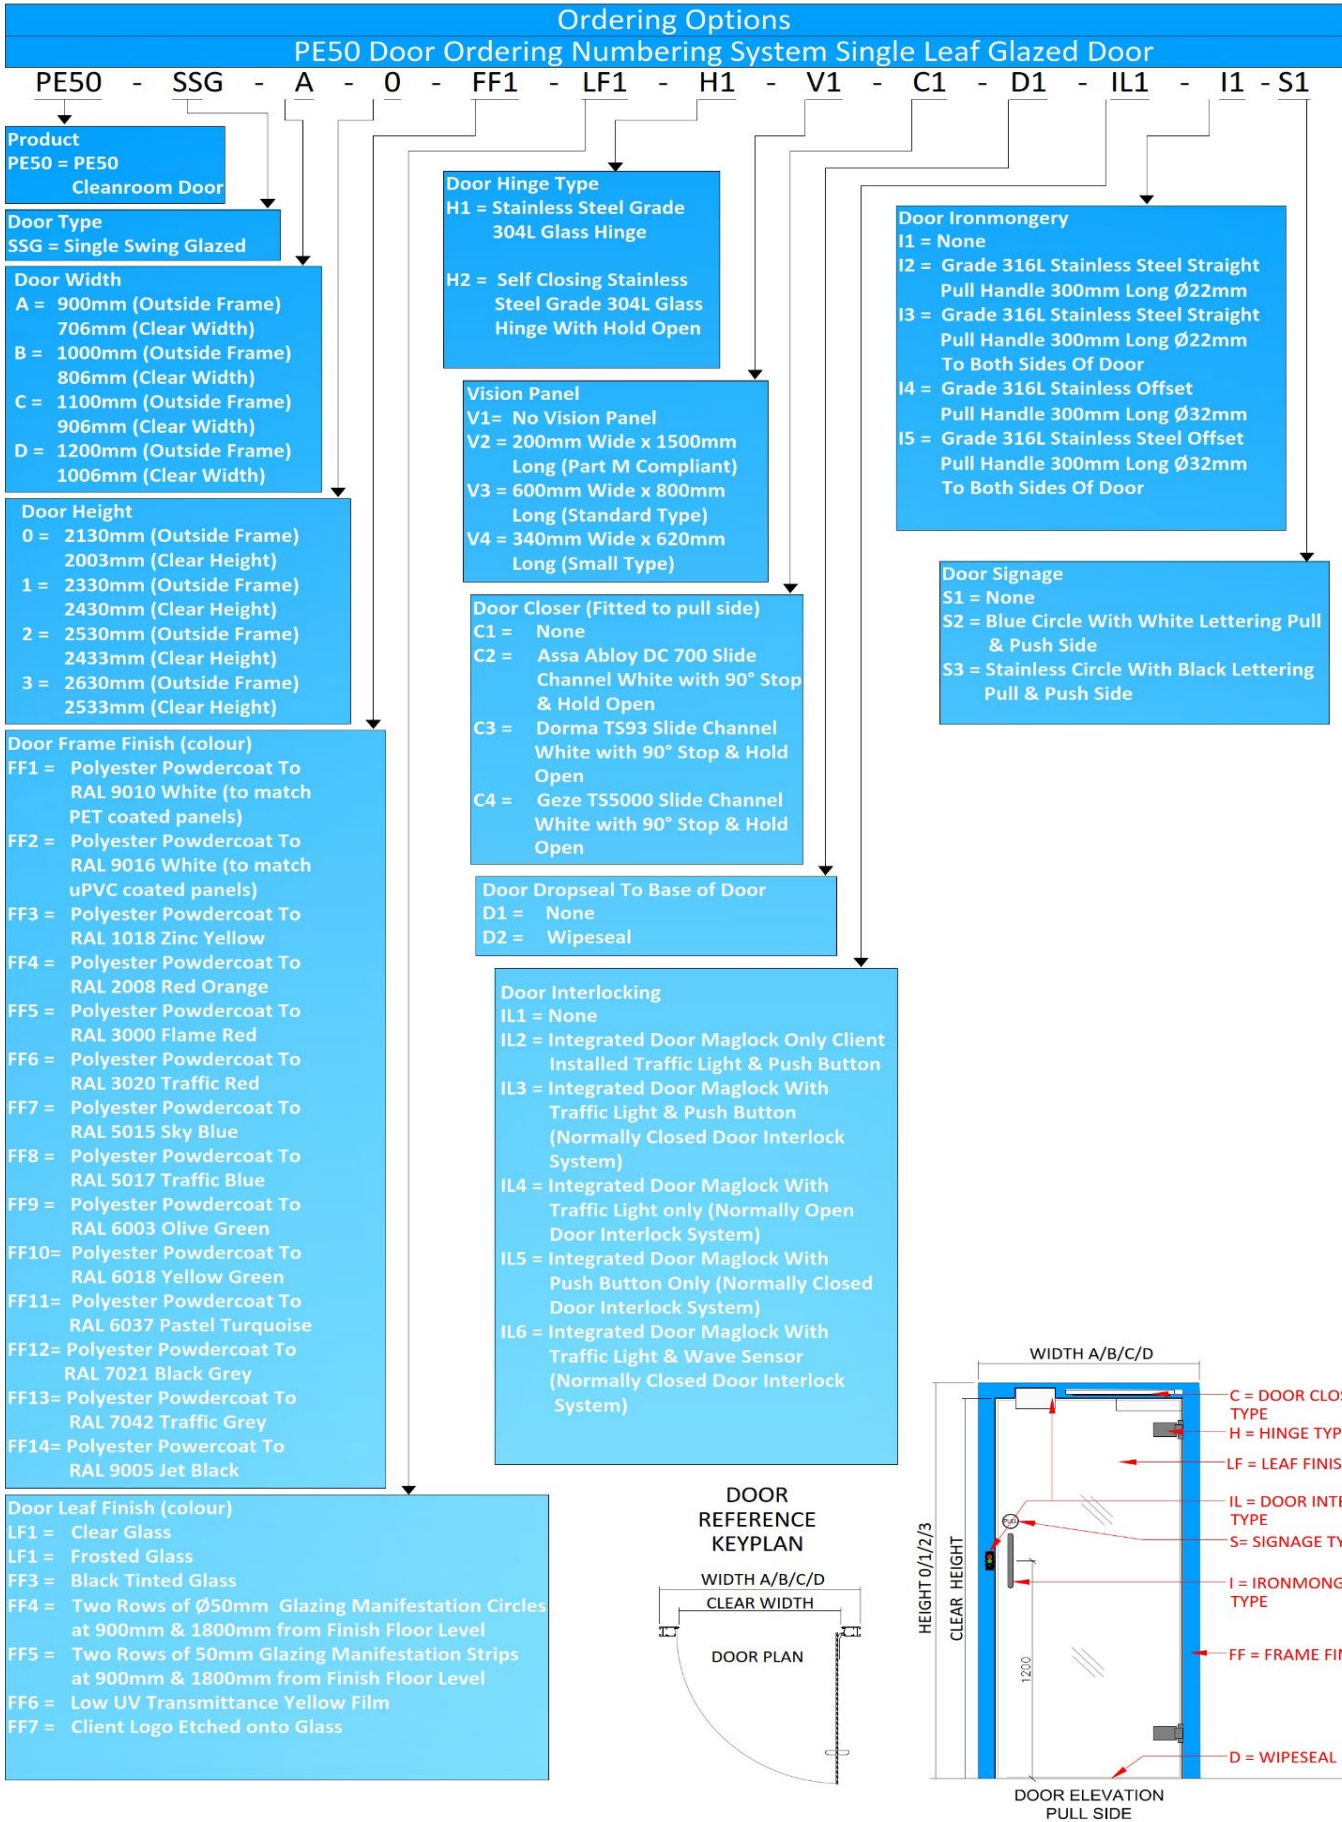 Ordering Options
PE50 Door Ordering Numbering System Single Leaf Glazed Door
PE50 - SSG - A - 0 - FF1 - LF1 - H1 - V1 - C1 - D1 - IL1 - I1 - S1
Product
PE50 = PE50
Cleanroom Door
Door Type
SSG = Single Swing Glazed
Door Width
A = 900mm (Outside Frame)
706mm (Clear Width)
B = 1000mm (Outside Frame)
806mm (Clear Width)
C = 1100mm (Outside Frame)
906mm (Clear Width)
D = 1200mm (Outside Frame)
1006mm (Clear Width)
Door Height
0 = 2130mm (Outside Frame)
2003mm (Clear Height)
1 = 2330mm (Outside Frame)
2430mm (Clear Height)
2 = 2530mm (Outside Frame)
2433mm (Clear Height)
3 = 2630mm (Outside Frame)
2533mm (Clear Height)
Door Frame Finish (colour)
FF1 = Polyester Powdercoat To
RAL 9010 White (to match
PET coated panels)
FF2 = Polyester Powdercoat To
RAL 9016 White (to match
uPVC coated panels)
FF3 = Polyester Powdercoat To
RAL 1018 Zinc Yellow
FF4 = Polyester Powdercoat To
RAL 2008 Red Orange
FF5 = Polyester Powdercoat To
RAL 3000 Flame Red
FF6 = Polyester Powdercoat To
RAL 3020 Traffic Red
FF7 = Polyester Powdercoat To
RAL 5015 Sky Blue
FF8 = Polyester Powdercoat To
RAL 5017 Traffic Blue
FF9 = Polyester Powdercoat To
RAL 6003 Olive Green
FF10= Polyester Powdercoat To
RAL 6018 Yellow Green
FF11= Polyester Powdercoat To
RAL 6037 Pastel Turquoise
FF12= Polyester Powdercoat To
RAL 7021 Black Grey
FF13= Polyester Powdercoat To
RAL 7042 Traffic Grey
FF14= Polyester Powercoat To
RAL 9005 Jet Black
Door Leaf Finish (colour)
LF1 = Clear Glass
LF1 = Frosted Glass
FF3 = Black Tinted Glass
FF4 = Two Rows of Ø50mm Glazing Manifestation Circles
at 900mm & 1800mm from Finish Floor Level
FF5 = Two Rows of 50mm Glazing Manifestation Strips
at 900mm & 1800mm from Finish Floor Level
FF6 = Low UV Transmittance Yellow Film
FF7 = Client Logo Etched onto Glass
Door Hinge Type
H1 = Stainless Steel Grade
304L Glass Hinge
H2 = Self Closing Stainless
Steel Grade 304L Glass
Hinge With Hold Open
Vision Panel
V1= No Vision Panel
V2 = 200mm Wide x 1500mm
Long (Part M Compliant)
V3 = 600mm Wide x 800mm
Long (Standard Type)
V4 = 340mm Wide x 620mm
Long (Small Type)
Door Closer (Fitted to pull side)
C1 = None
C2 = Assa Abloy DC 700 Slide
Channel White with 90° Stop
& Hold Open
C3 = Dorma TS93 Slide Channel
White with 90° Stop & Hold
Open
C4 = Geze TS5000 Slide Channel
White with 90° Stop & Hold
Open
Door Dropseal To Base of Door
D1 = None
D2 = Wipeseal
Door Interlocking
IL1 = None
IL2 = Integrated Door Maglock Only Client
Installed Traffic Light & Push Button
IL3 = Integrated Door Maglock With
Traffic Light & Push Button
(Normally Closed Door Interlock
System)
IL4 = Integrated Door Maglock With
Traffic Light only (Normally Open
Door Interlock System)
IL5 = Integrated Door Maglock With
Push Button Only (Normally Closed
Door Interlock System)
IL6 = Integrated Door Maglock With
Traffic Light & Wave Sensor
(Normally Closed Door Interlock
System)
Door Ironmongery
I1 = None
I2 = Grade 316L Stainless Steel Straight
Pull Handle 300mm Long Ø22mm
I3 = Grade 316L Stainless Steel Straight
Pull Handle 300mm Long Ø22mm
To Both Sides Of Door
I4 = Grade 316L Stainless Offset
Pull Handle 300mm Long Ø32mm
I5 = Grade 316L Stainless Steel Offset
Pull Handle 300mm Long Ø32mm
To Both Sides Of Door
Door Signage
S1 = None
S2 = Blue Circle With White Lettering Pull
& Push Side
S3 = Stainless Circle With Black Lettering
Pull & Push Side
DOOR
REFERENCE
KEYPLAN
WIDTH A/B/C/D
CLEAR WIDTH
DOOR PLAN
WIDTH A/B/C/D
HEIGHT 0/1/2/3
CLEAR HEIGHT
1200
PULL
C = DOOR CLOS
TYPE
H = HINGE TYP
LF = LEAF FINIS
IL = DOOR INTE
TYPE
S= SIGNAGE TY
I = IRONMONG
TYPE
FF = FRAME FIN
D = WIPESEAL
DOOR ELEVATION
PULL SIDE